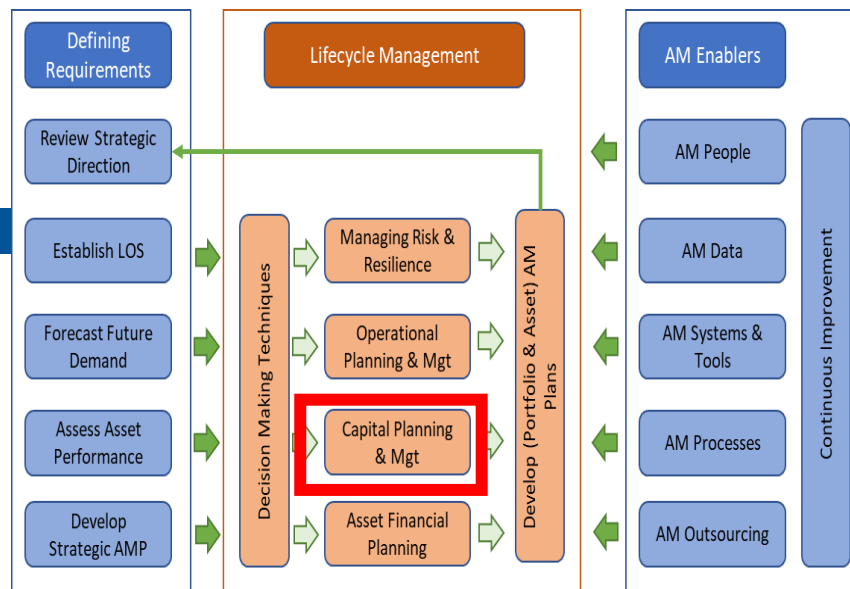 Defining
Requirements
Review Strategic
Direction
Establish LOS
Forecast Future
Demand
Assess Asset
Performance
Develop
Strategic AMP
Lifecycle Management
Decision Making Techniques
Managing Risk &
Resilience
Operational
Planning & Mgt
Capital Planning
& Mgt
Asset Financial
Planning
Develop (Portfolio & Asset) AM
Plans
AM Enablers
AM People
AM Data
AM Systems &
Tools
AM Processes
AM Outsourcing
Continuous Improvement